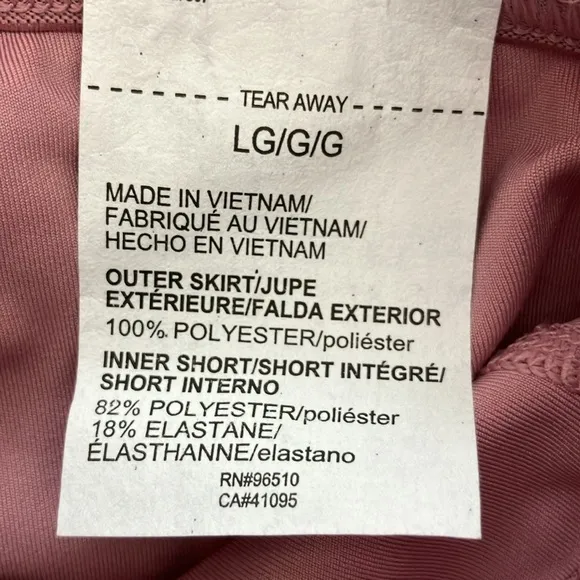 TEAR AWAY
LG/G/G
MADE IN VIETNAM/
FABRIQUÉ AU VIETNAM/
HECHO EN VIETNAM
OUTER SKIRT/JUPE
EXTÉRIEURE/FALDA EXTERIOR
100% POLYESTER/poliéster
INNER SHORT/SHORT INTÉGRÉ/
SHORT INTERNO
82% POLYESTER/poliéster
18% ELASTANE/
ÉLASTHANNE/elastano
RN#96510
CA#41095